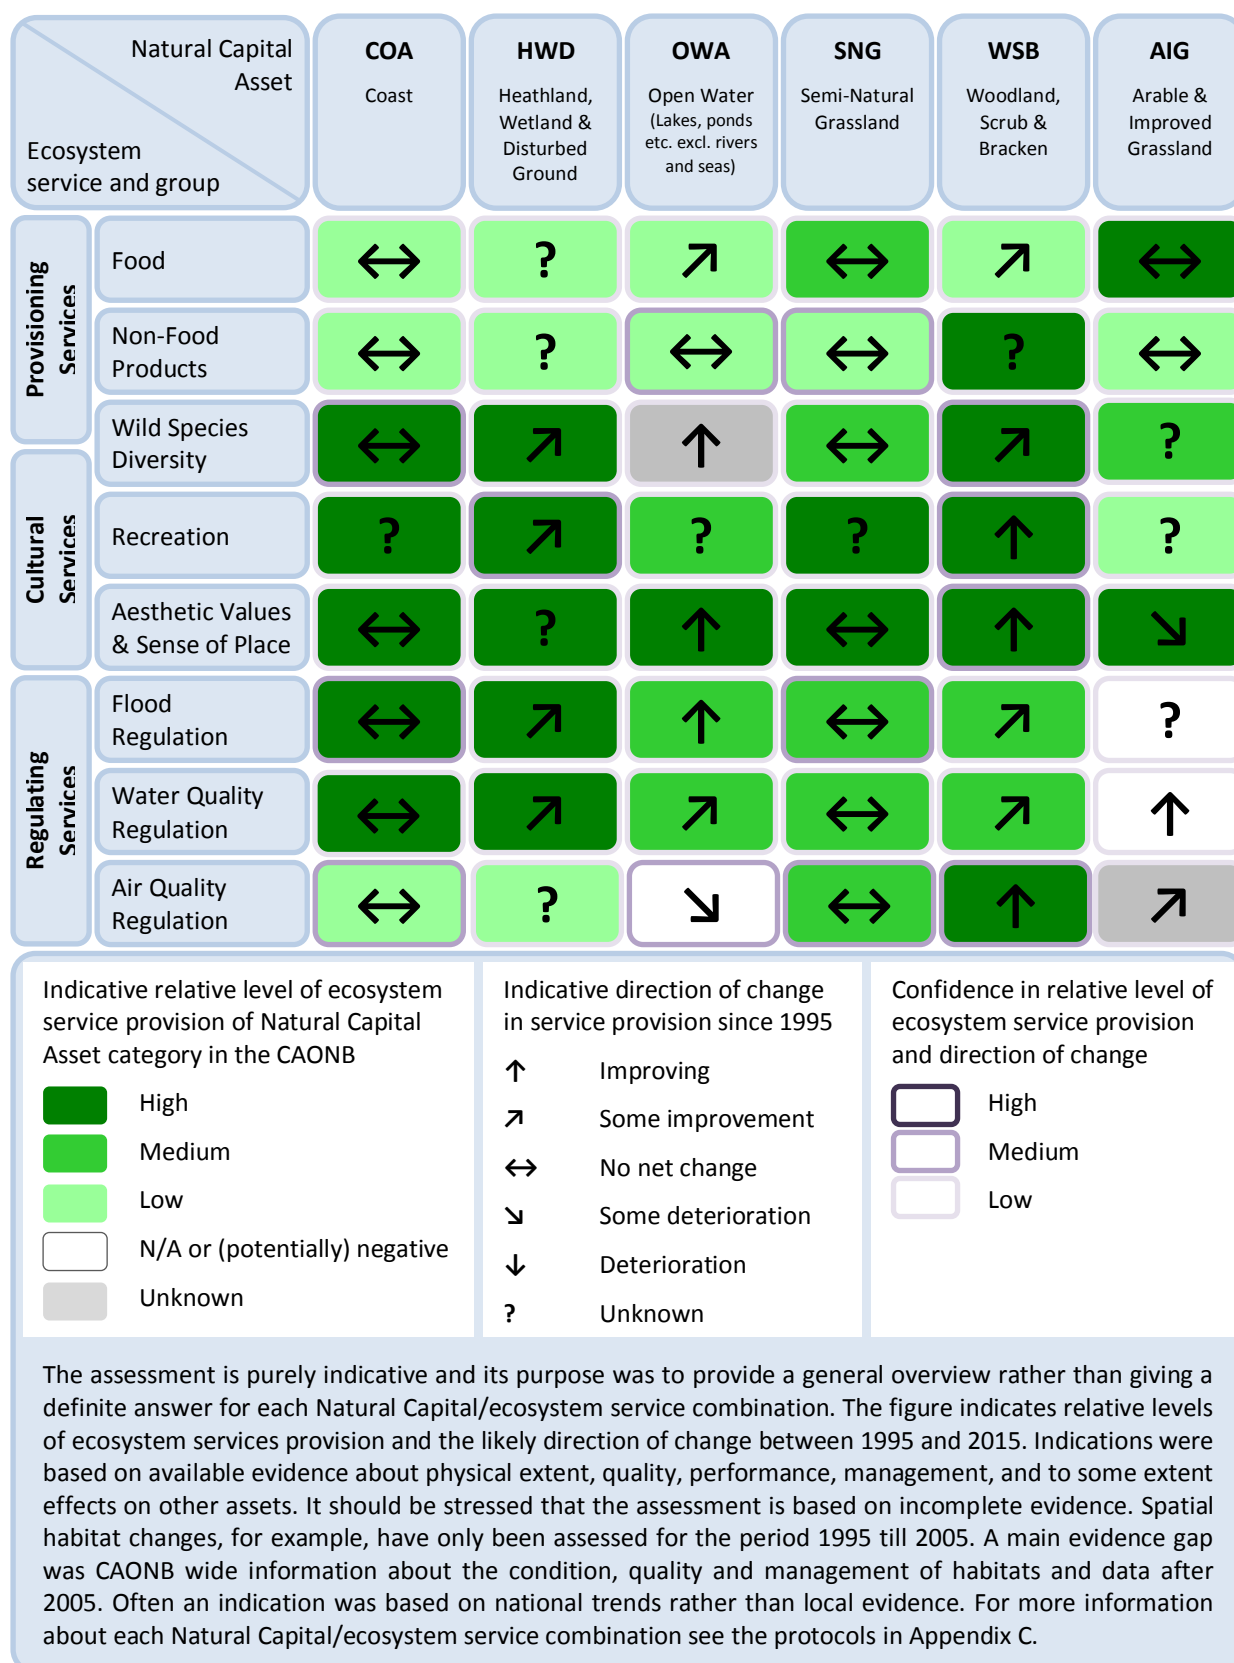 Natural Capital
Asset
Ecosystem
service and group
COA
Coast
HWD
Heathland,
Wetland &
Disturbed
Ground
OWA
Open Water
(Lakes, ponds
etc. excl. rivers
and seas)
SNG
Semi-Natural
Grassland
WSB
Woodland,
Scrub &
Bracken
AIG
Arable &
Improved
Grassland
Provisioning
Services
Food
↔ ? ↗ ↔ ↗ ↔
Non-Food
Products
↔ ? ↔ ↔ ? ↔
Wild Species
Diversity
↔ ↗ ↑ ↔ ↗ ?
Cultural
Services
Recreation
? ↗ ? ? ↑ ?
Aesthetic Values
& Sense of Place
↔ ? ↑ ↔ ↑ ↘
Regulating
Services
Flood
Regulation
↔ ↗ ↑ ↔ ↗ ?
Water Quality
Regulation
↔ ↗ ↗ ↔ ↗ ↑
Air Quality
Regulation
↔ ? ↘ ↔ ↑ ↗
Indicative relative level of ecosystem
service provision of Natural Capital
Asset category in the CAONB
High
Medium
Low
N/A or (potentially) negative
Unknown
Indicative direction of change
in service provision since 1995
↑ Improving
↗ Some improvement
↔ No net change
↘ Some deterioration
↓ Deterioration
? Unknown
Confidence in relative level of
ecosystem service provision
and direction of change
High
Medium
Low
The assessment is purely indicative and its purpose was to provide a general overview rather than giving a
definite answer for each Natural Capital/ecosystem service combination. The figure indicates relative levels
of ecosystem services provision and the likely direction of change between 1995 and 2015. Indications were
based on available evidence about physical extent, quality, performance, management, and to some extent
effects on other assets. It should be stressed that the assessment is based on incomplete evidence. Spatial
habitat changes, for example, have only been assessed for the period 1995 till 2005. A main evidence gap
was CAONB wide information about the condition, quality and management of habitats and data after
2005. Often an indication was based on national trends rather than local evidence. For more information
about each Natural Capital/ecosystem service combination see the protocols in Appendix C.